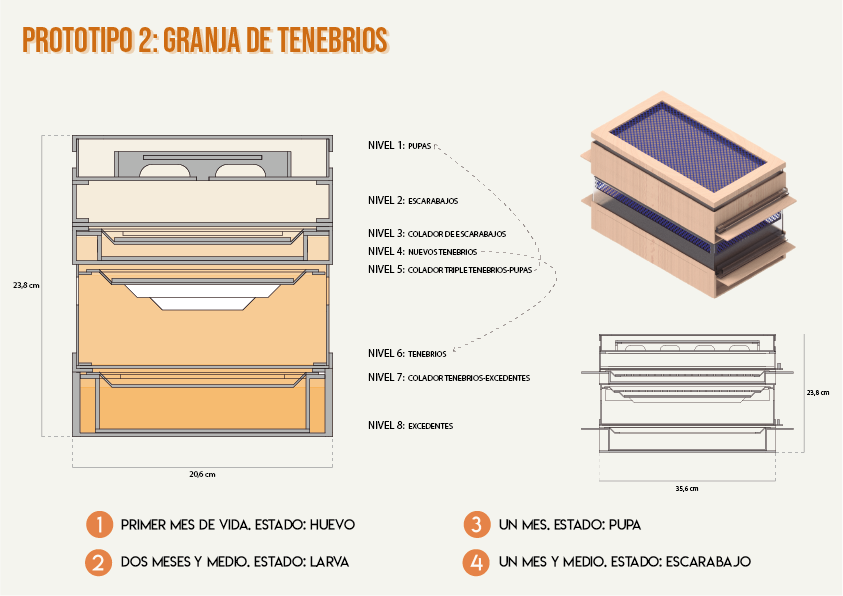 PROTOTIPO 2: GRANJA DE TENEBRIOS
NIVEL 1: PUPAS
NIVEL 2: ESCARABAJOS
NIVEL 3: COLADOR DE ESCARABAJOS
NIVEL 4: NUEVOS TENEBRIOS
NIVEL 5: COLADOR TRIPLE TENEBRIOS-PUPAS
23,8 cm
NIVEL 6: TENEBRIOS
NIVEL 7: COLADOR TENEBRIOS-EXCEDENTES
23,8 cm
NIVEL 8: EXCEDENTES
20,6 cm
35,6 cm
1 PRIMER MES DE VIDA. ESTADO: HUEVO
2 DOS MESES Y MEDIO. ESTADO: LARVA
3 UN MES. ESTADO: PUPA
4 UN MES Y MEDIO. ESTADO: ESCARABAJO